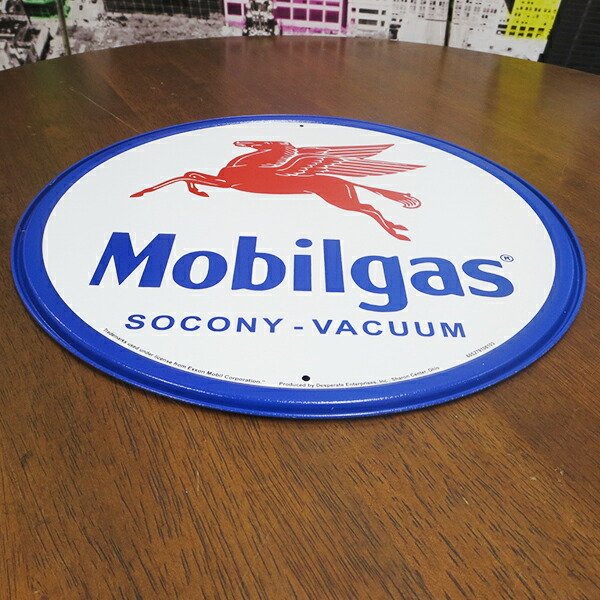 Mobilgas®
SOCONY - VACUUM
Trademarks used under license from Exxon Mobil Corporation. Produced by Desperate Enterprises, Inc., Sharon Center, Ohio